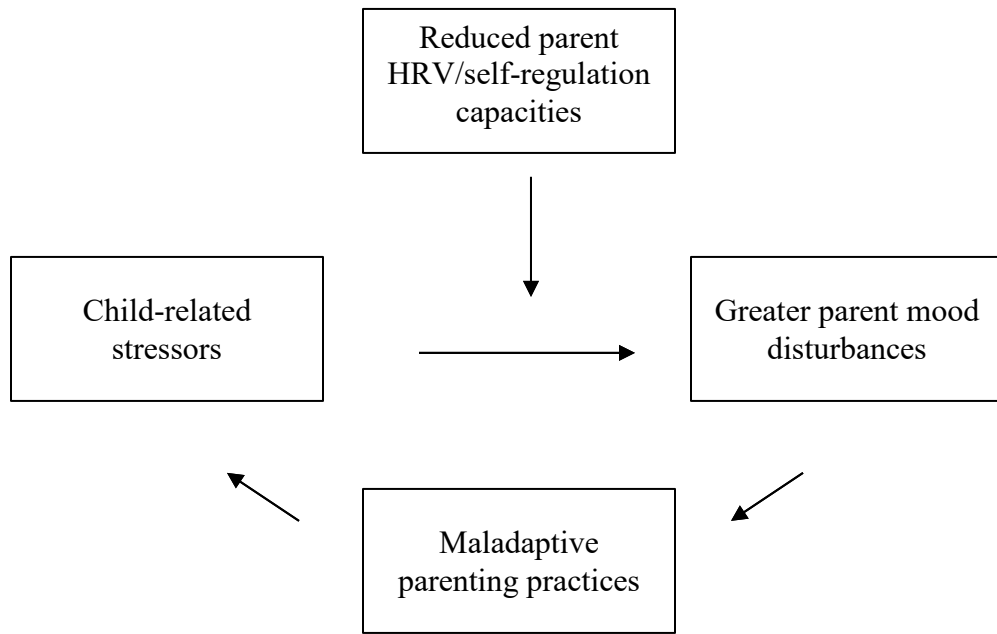 Reduced parent
HRV/self-regulation
capacities
Child-related
stressors
Greater parent mood
disturbances
Maladaptive
parenting practices